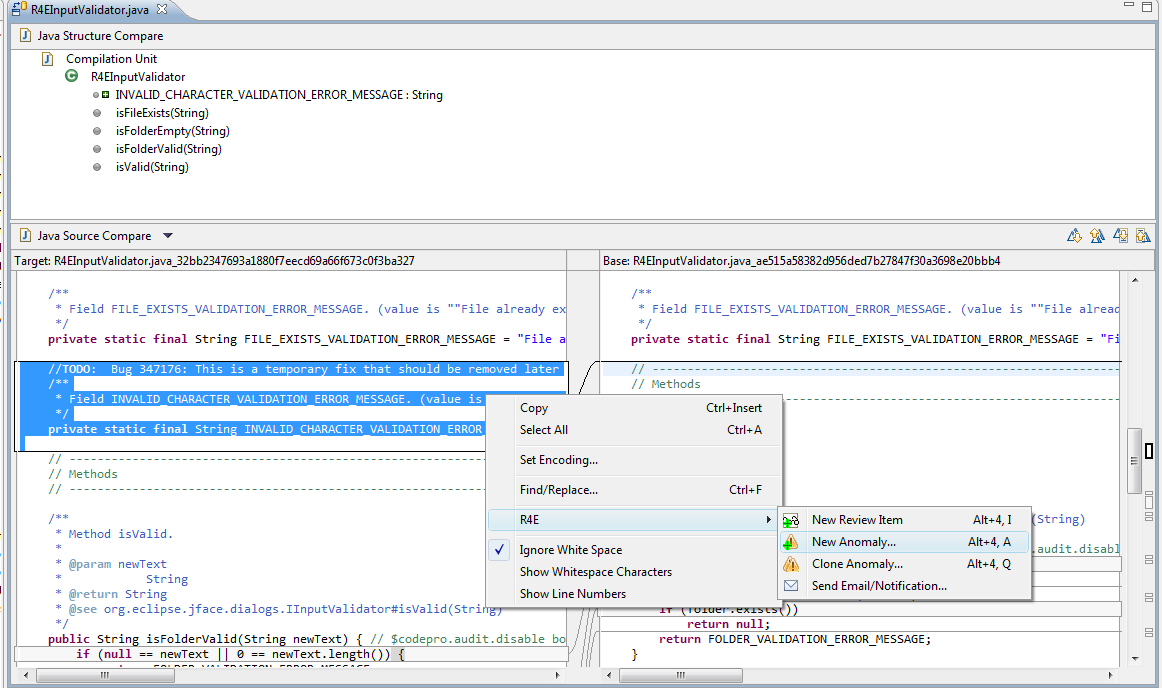 R4EInputValidator.java
Java Structure Compare
Compilation Unit
R4EInputValidator
INVALID_CHARACTER_VALIDATION_ERROR_MESSAGE : String
isFileExists(String)
isFolderEmpty(String)
isFolderValid(String)
isValid(String)
Java Source Compare
Target: R4EInputValidator.java_32bb2347693a1880f7eecd69a66f673c0f3ba327
/**
* Field FILE_EXISTS_VALIDATION_ERROR_MESSAGE. (value is ""File already ex
*/
private static final String FILE_EXISTS_VALIDATION_ERROR_MESSAGE = "File a
//TODO: Bug 347176: This is a temporary fix that should be removed later
/**
* Field INVALID_CHARACTER_VALIDATION_ERROR_MESSAGE. (value is
*/
private static final String INVALID_CHARACTER_VALIDATION_ERROR
// ------------------------------------------------------------
// Methods
// ------------------------------------------------------------
/**
* Method isValid.
*
* @param newText
* String
* @return String
* @see org.eclipse.jface.dialogs.IInputValidator#isValid(String)
*/
public String isFolderValid(String newText) { // $codepro.audit.disable bo
if (null == newText || 0 == newText.length()) {
Base: R4EInputValidator.java_ae515a58382d956ded7b27847f30a3698e20bbb4
/**
* Field FILE_EXISTS_VALIDATION_ERROR_MESSAGE. (value is ""File alread
*/
private static final String FILE_EXISTS_VALIDATION_ERROR_MESSAGE = "Fi
// ------------------------------------------------------------------
// Methods
(String)
.audit.disabl
if (folder.exists())
return null;
return FOLDER_VALIDATION_ERROR_MESSAGE;
}
Copy Ctrl+Insert
Select All Ctrl+A
Set Encoding...
Find/Replace... Ctrl+F
R4E
Ignore White Space
Show Whitespace Characters
Show Line Numbers
New Review Item Alt+4, I
New Anomaly... Alt+4, A
Clone Anomaly... Alt+4, Q
Send Email/Notification...